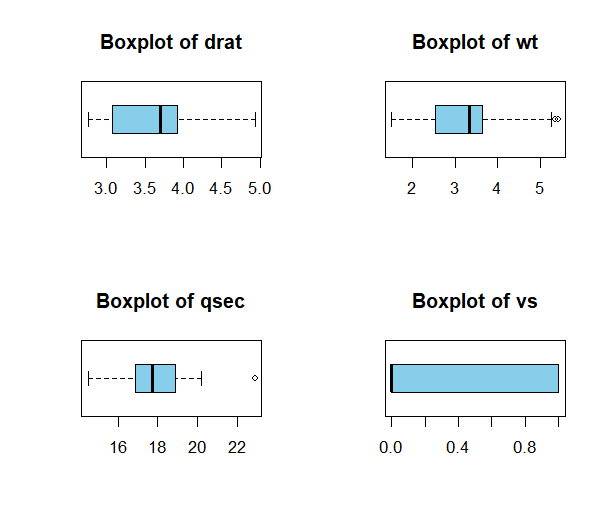 Boxplot of drat
Boxplot of wt
3.0 3.5 4.0 4.5 5.0
2 3 4 5
Boxplot of qsec
Boxplot of vs
16 18 20 22
0.0 0.4 0.8